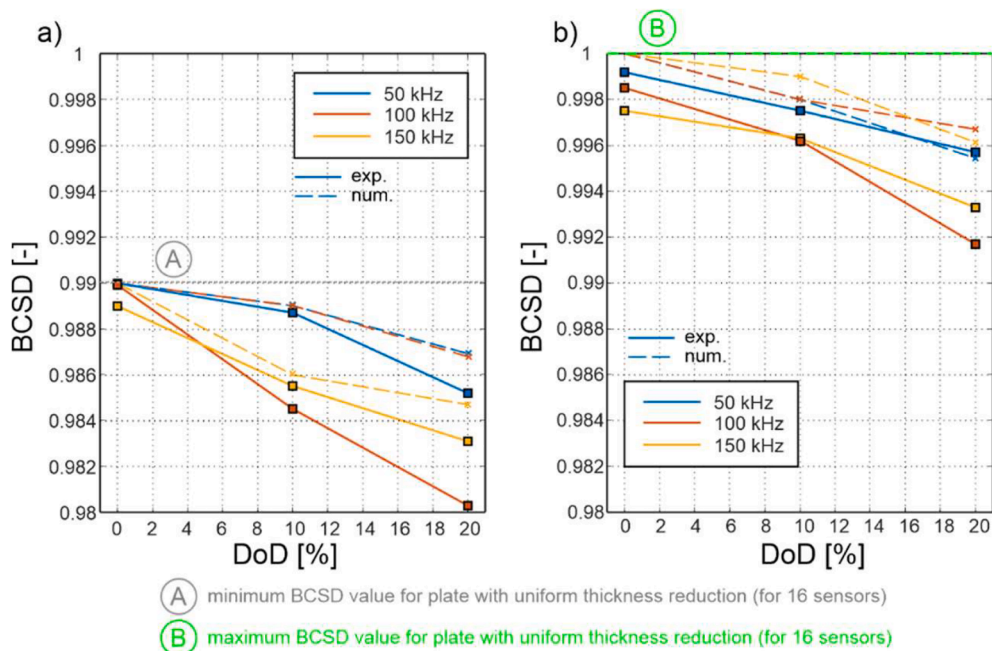 a)
1
0.998
0.996
0.994
0.992
0.99
0.988
0.986
0.984
0.982
0.98
BCSD [-]
0 2 4 6 8 10 12 14 16 18 20
DoD [%]
50 kHz
100 kHz
150 kHz
exp.
num.
A
b)
B
1
0.998
0.996
0.994
0.992
0.99
0.988
0.986
0.984
0.982
0.98
BCSD [-]
0 2 4 6 8 10 12 14 16 18 20
DoD [%]
exp.
num.
50 kHz
100 kHz
150 kHz
A minimum BCSD value for plate with uniform thickness reduction (for 16 sensors)
B maximum BCSD value for plate with uniform thickness reduction (for 16 sensors)